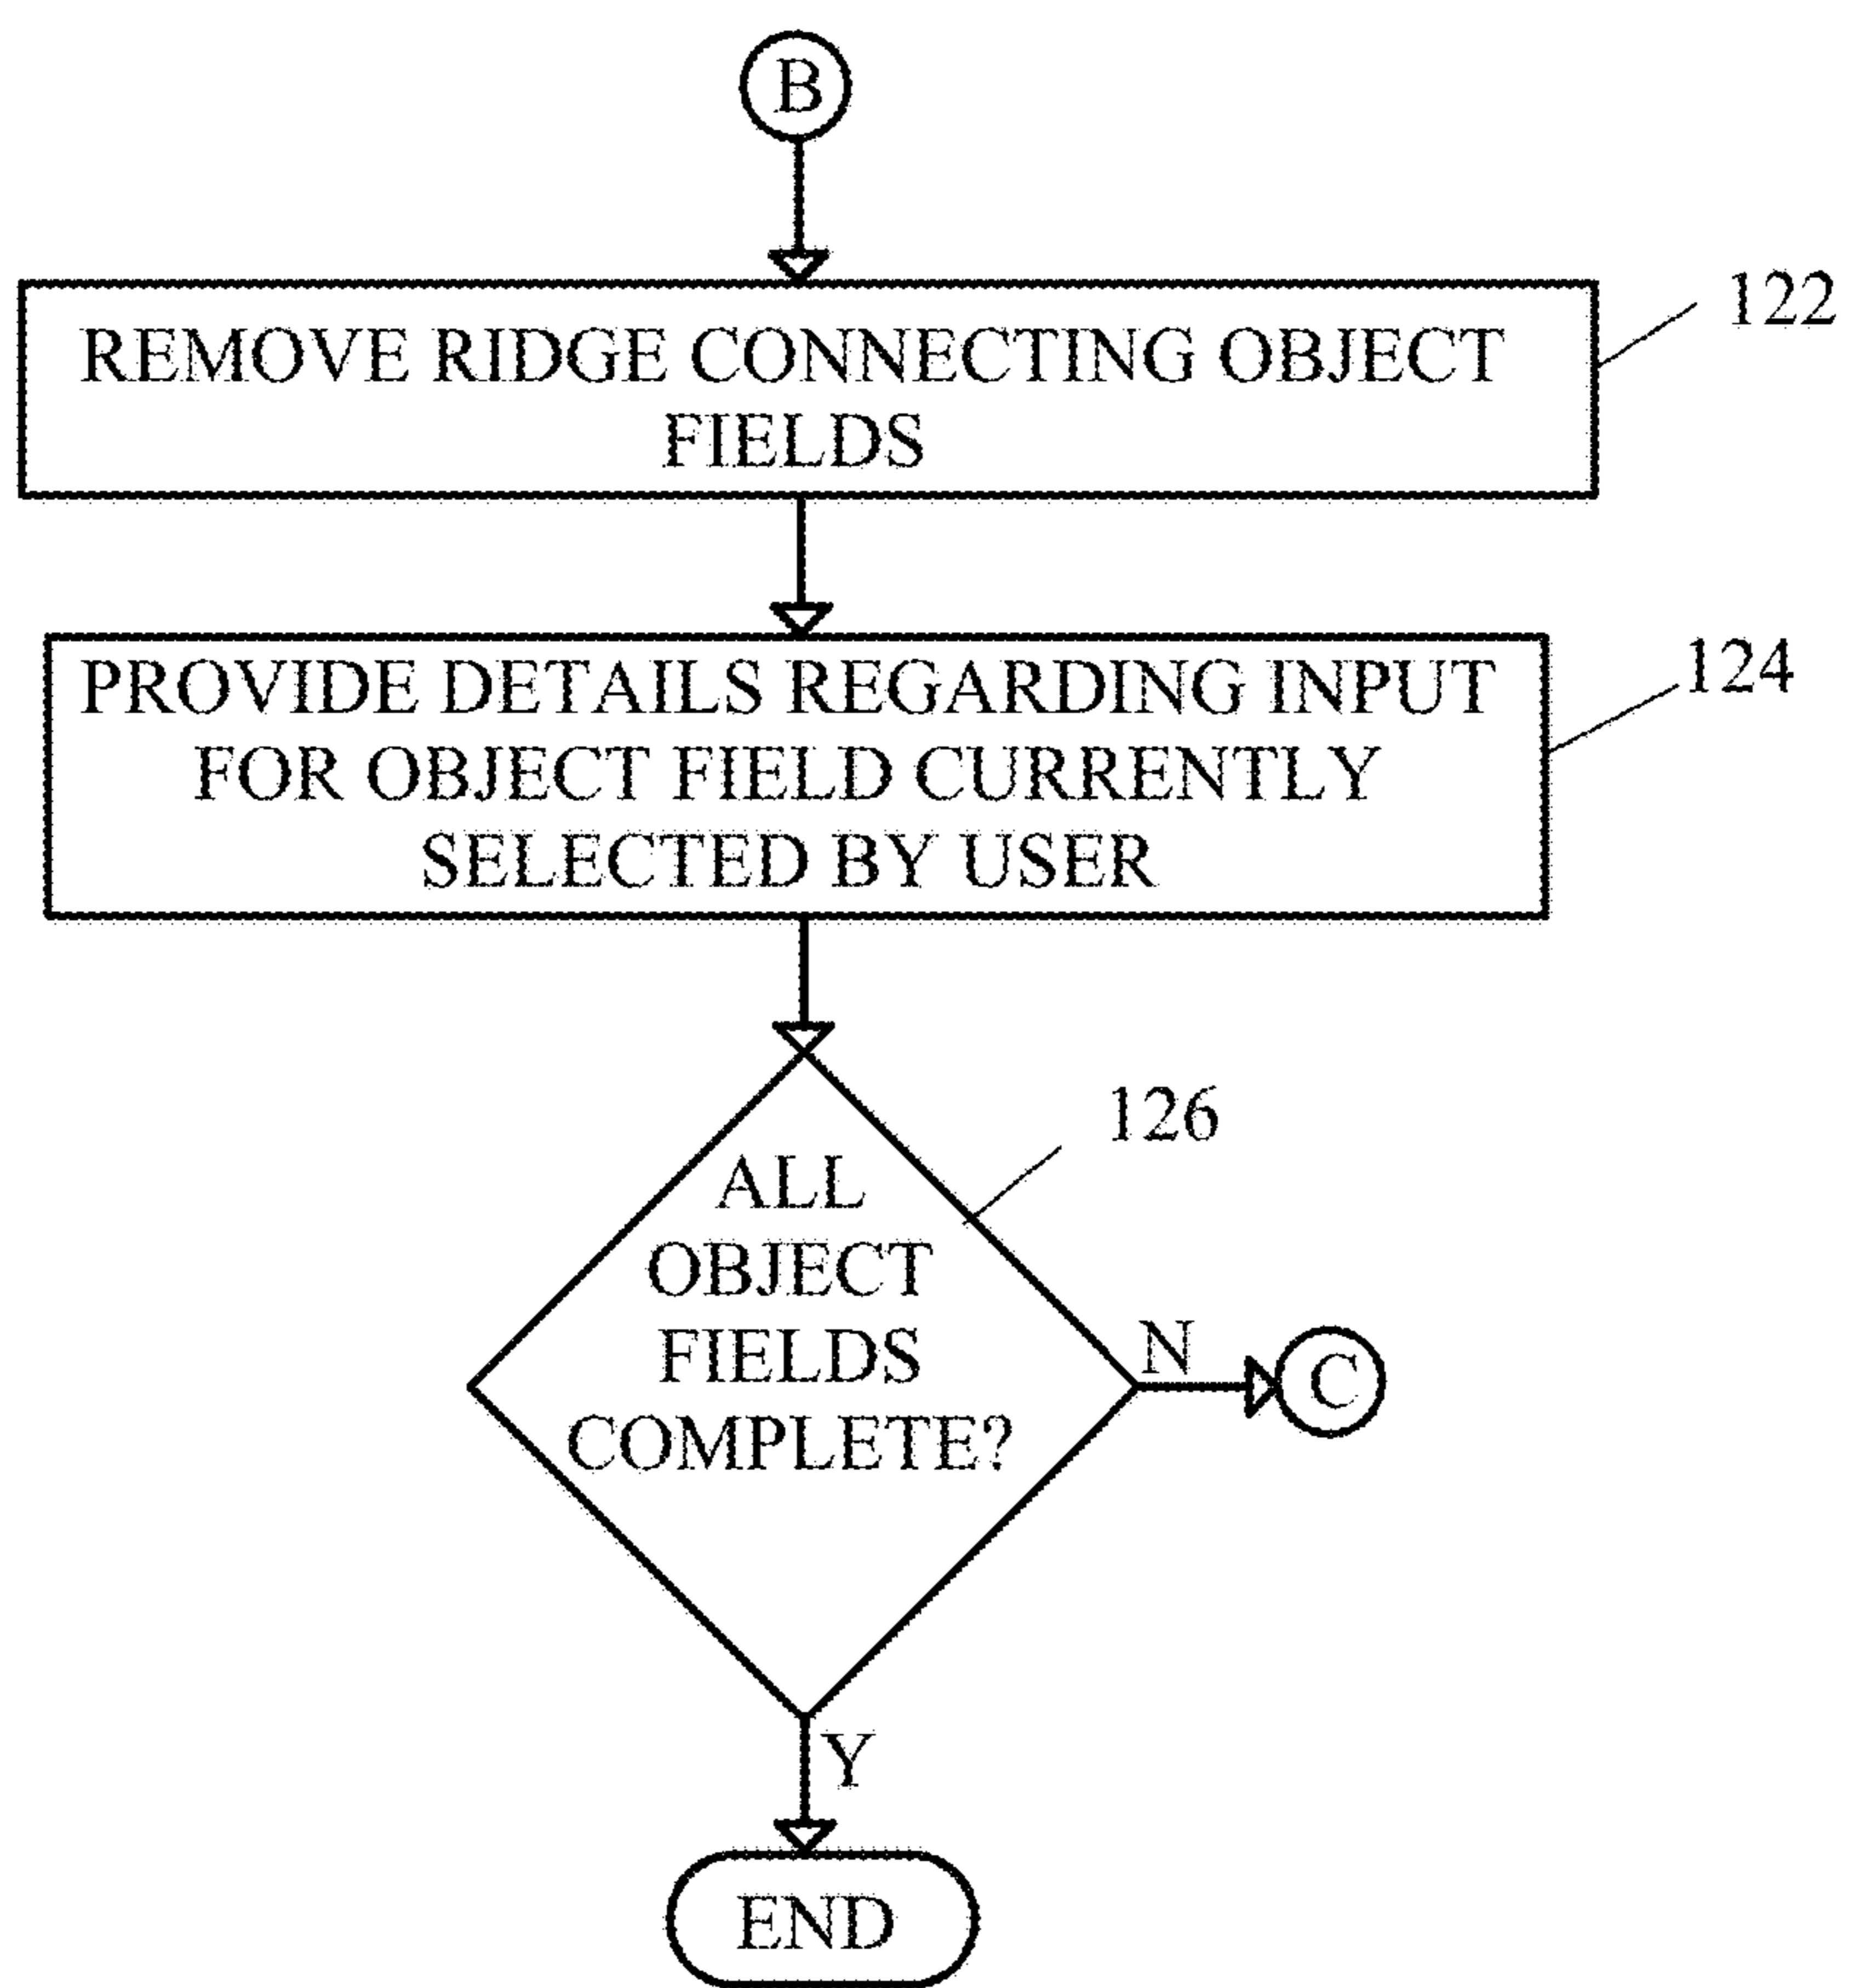 B
REMOVE RIDGE CONNECTING OBJECT
FIELDS
122
PROVIDE DETAILS REGARDING INPUT
FOR OBJECT FIELD CURRENTLY
SELECTED BY USER
124
126
ALL
OBJECT
FIELDS
COMPLETE?
N
C
Y
END